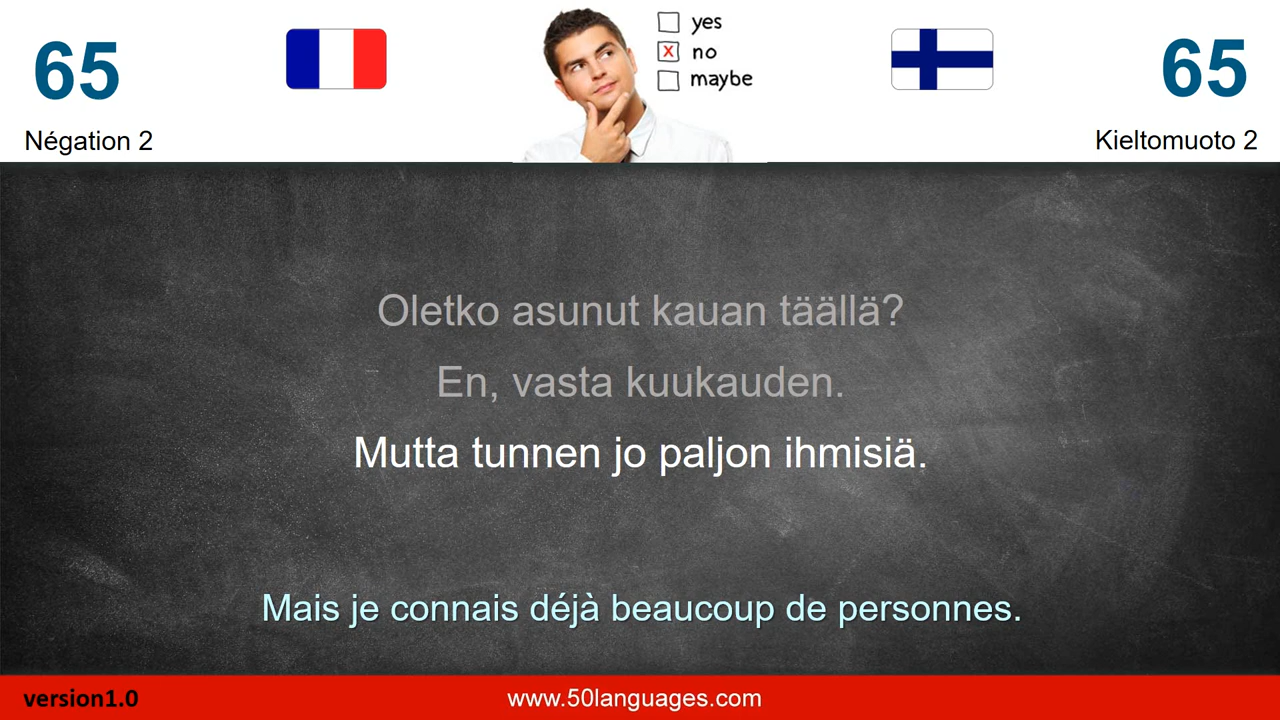 65
yes
no
maybe
65
Négation 2
Kieltomuoto 2
Oletko asunut kauan täällä?
En, vasta kuukauden.
Mutta tunnen jo paljon ihmisiä.
Mais je connais déjà beaucoup de personnes.
version1.0
www.50languages.com